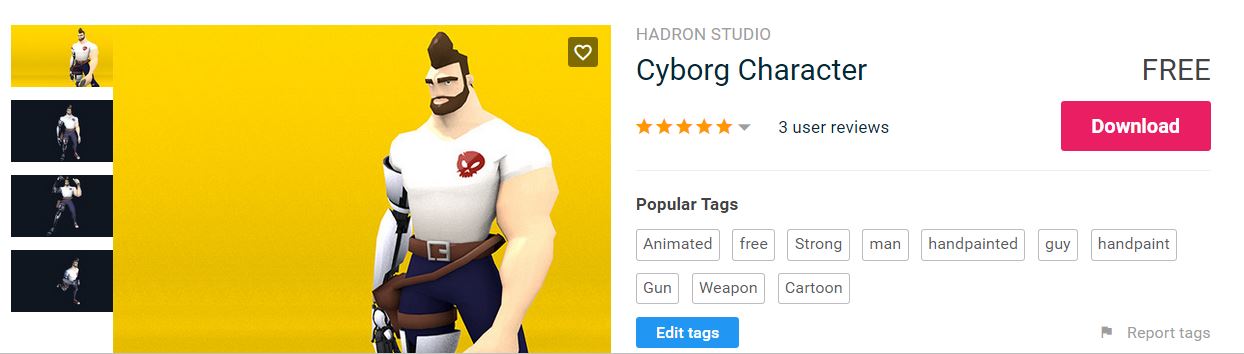 HADRON STUDIO
Cyborg Character
FREE
3 user reviews
Download
Popular Tags
Animated free Strong man handpainted guy handpaint
Gun Weapon Cartoon
Edit tags
Report tags